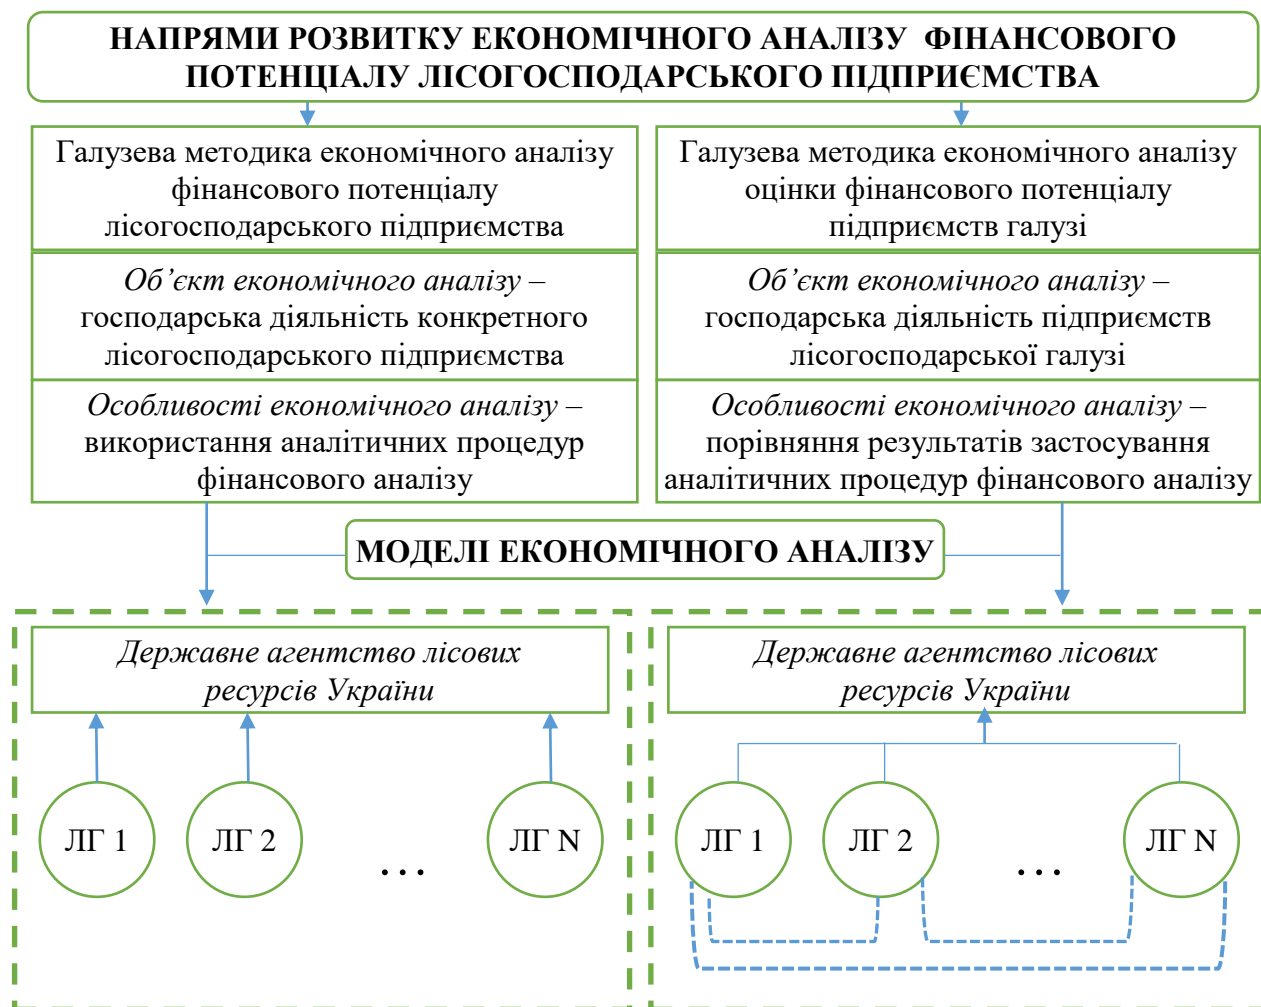 НАПРЯМИ РОЗВИТКУ ЕКОНОМІЧНОГО АНАЛІЗУ ФІНАНСОВОГО
ПОТЕНЦІАЛУ ЛІСОГОСПОДАРСЬКОГО ПІДПРИЄМСТВА
Галузева методика економічного аналізу
фінансового потенціалу
лісогосподарського підприємства
Об’єкт економічного аналізу –
господарська діяльність конкретного
лісогосподарського підприємства
Особливості економічного аналізу –
використання аналітичних процедур
фінансового аналізу
Галузева методика економічного аналізу
оцінки фінансового потенціалу
підприємств галузі
Об’єкт економічного аналізу –
господарська діяльність підприємств
лісогосподарської галузі
Особливості економічного аналізу –
порівняння результатів застосування
аналітичних процедур фінансового аналізу
МОДЕЛІ ЕКОНОМІЧНОГО АНАЛІЗУ
Державне агентство лісових
ресурсів України
ЛГ 1
ЛГ 2
…
ЛГ N
Державне агентство лісових
ресурсів України
ЛГ 1
ЛГ 2
…
ЛГ N